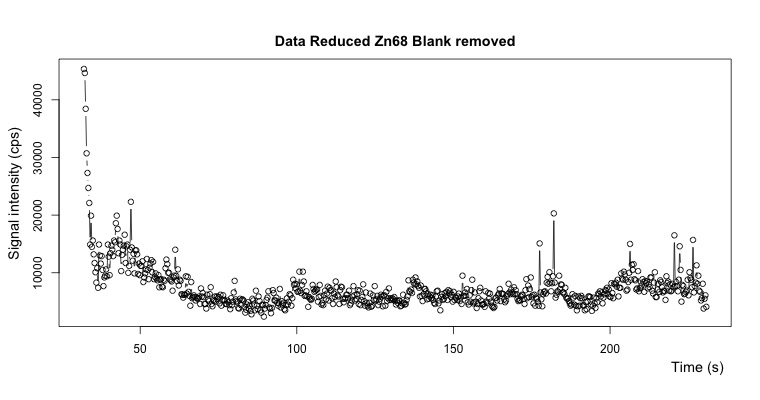 Data Reduced Zn68 Blank removed
Signal intensity (cps)
40000
30000
20000
10000
50 100 150 200
Time (s)